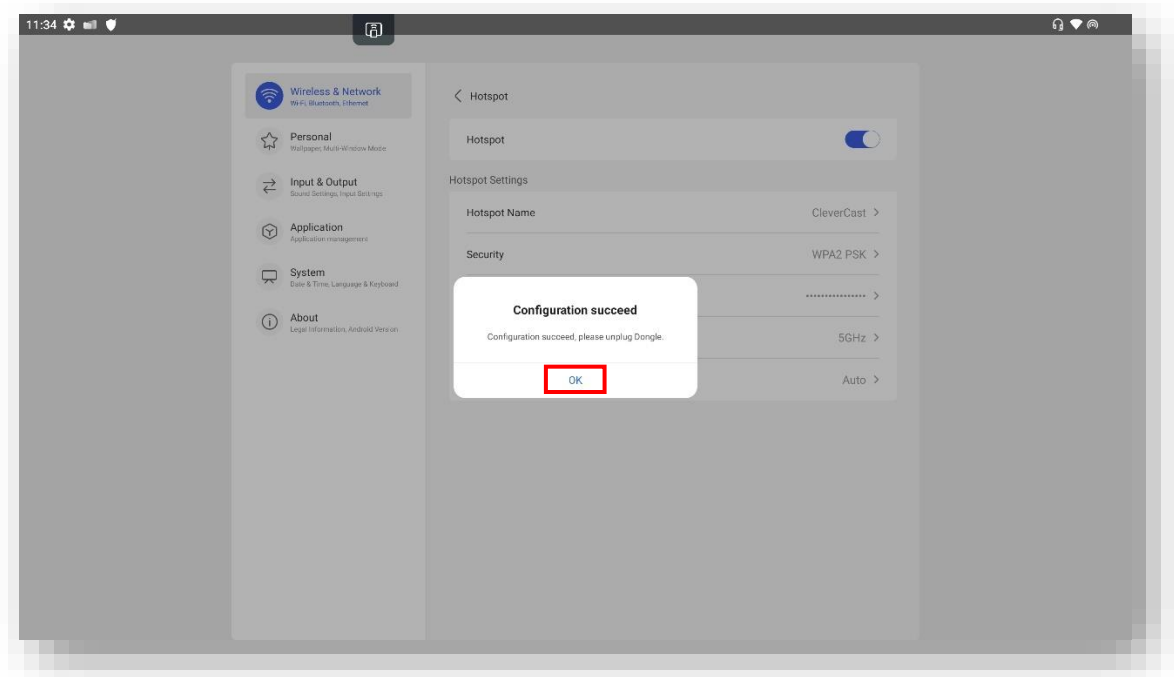 11:34
Wireless & Network
Wi-Fi, Bluetooth, Ethernet
Personal
Wallpaper, Multi-Window Mode
Input & Output
Sound Settings, Input Settings
Application
Application management
System
Date & Time, Language & Keyboard
About
Legal Information, Android Version
Hotspot
Hotspot
Hotspot Settings
Hotspot Name CleverCast
Security WPA2 PSK
••••••••••••••••
5GHz
Auto
Configuration succeed
Configuration succeed, please unplug Dongle.
OK